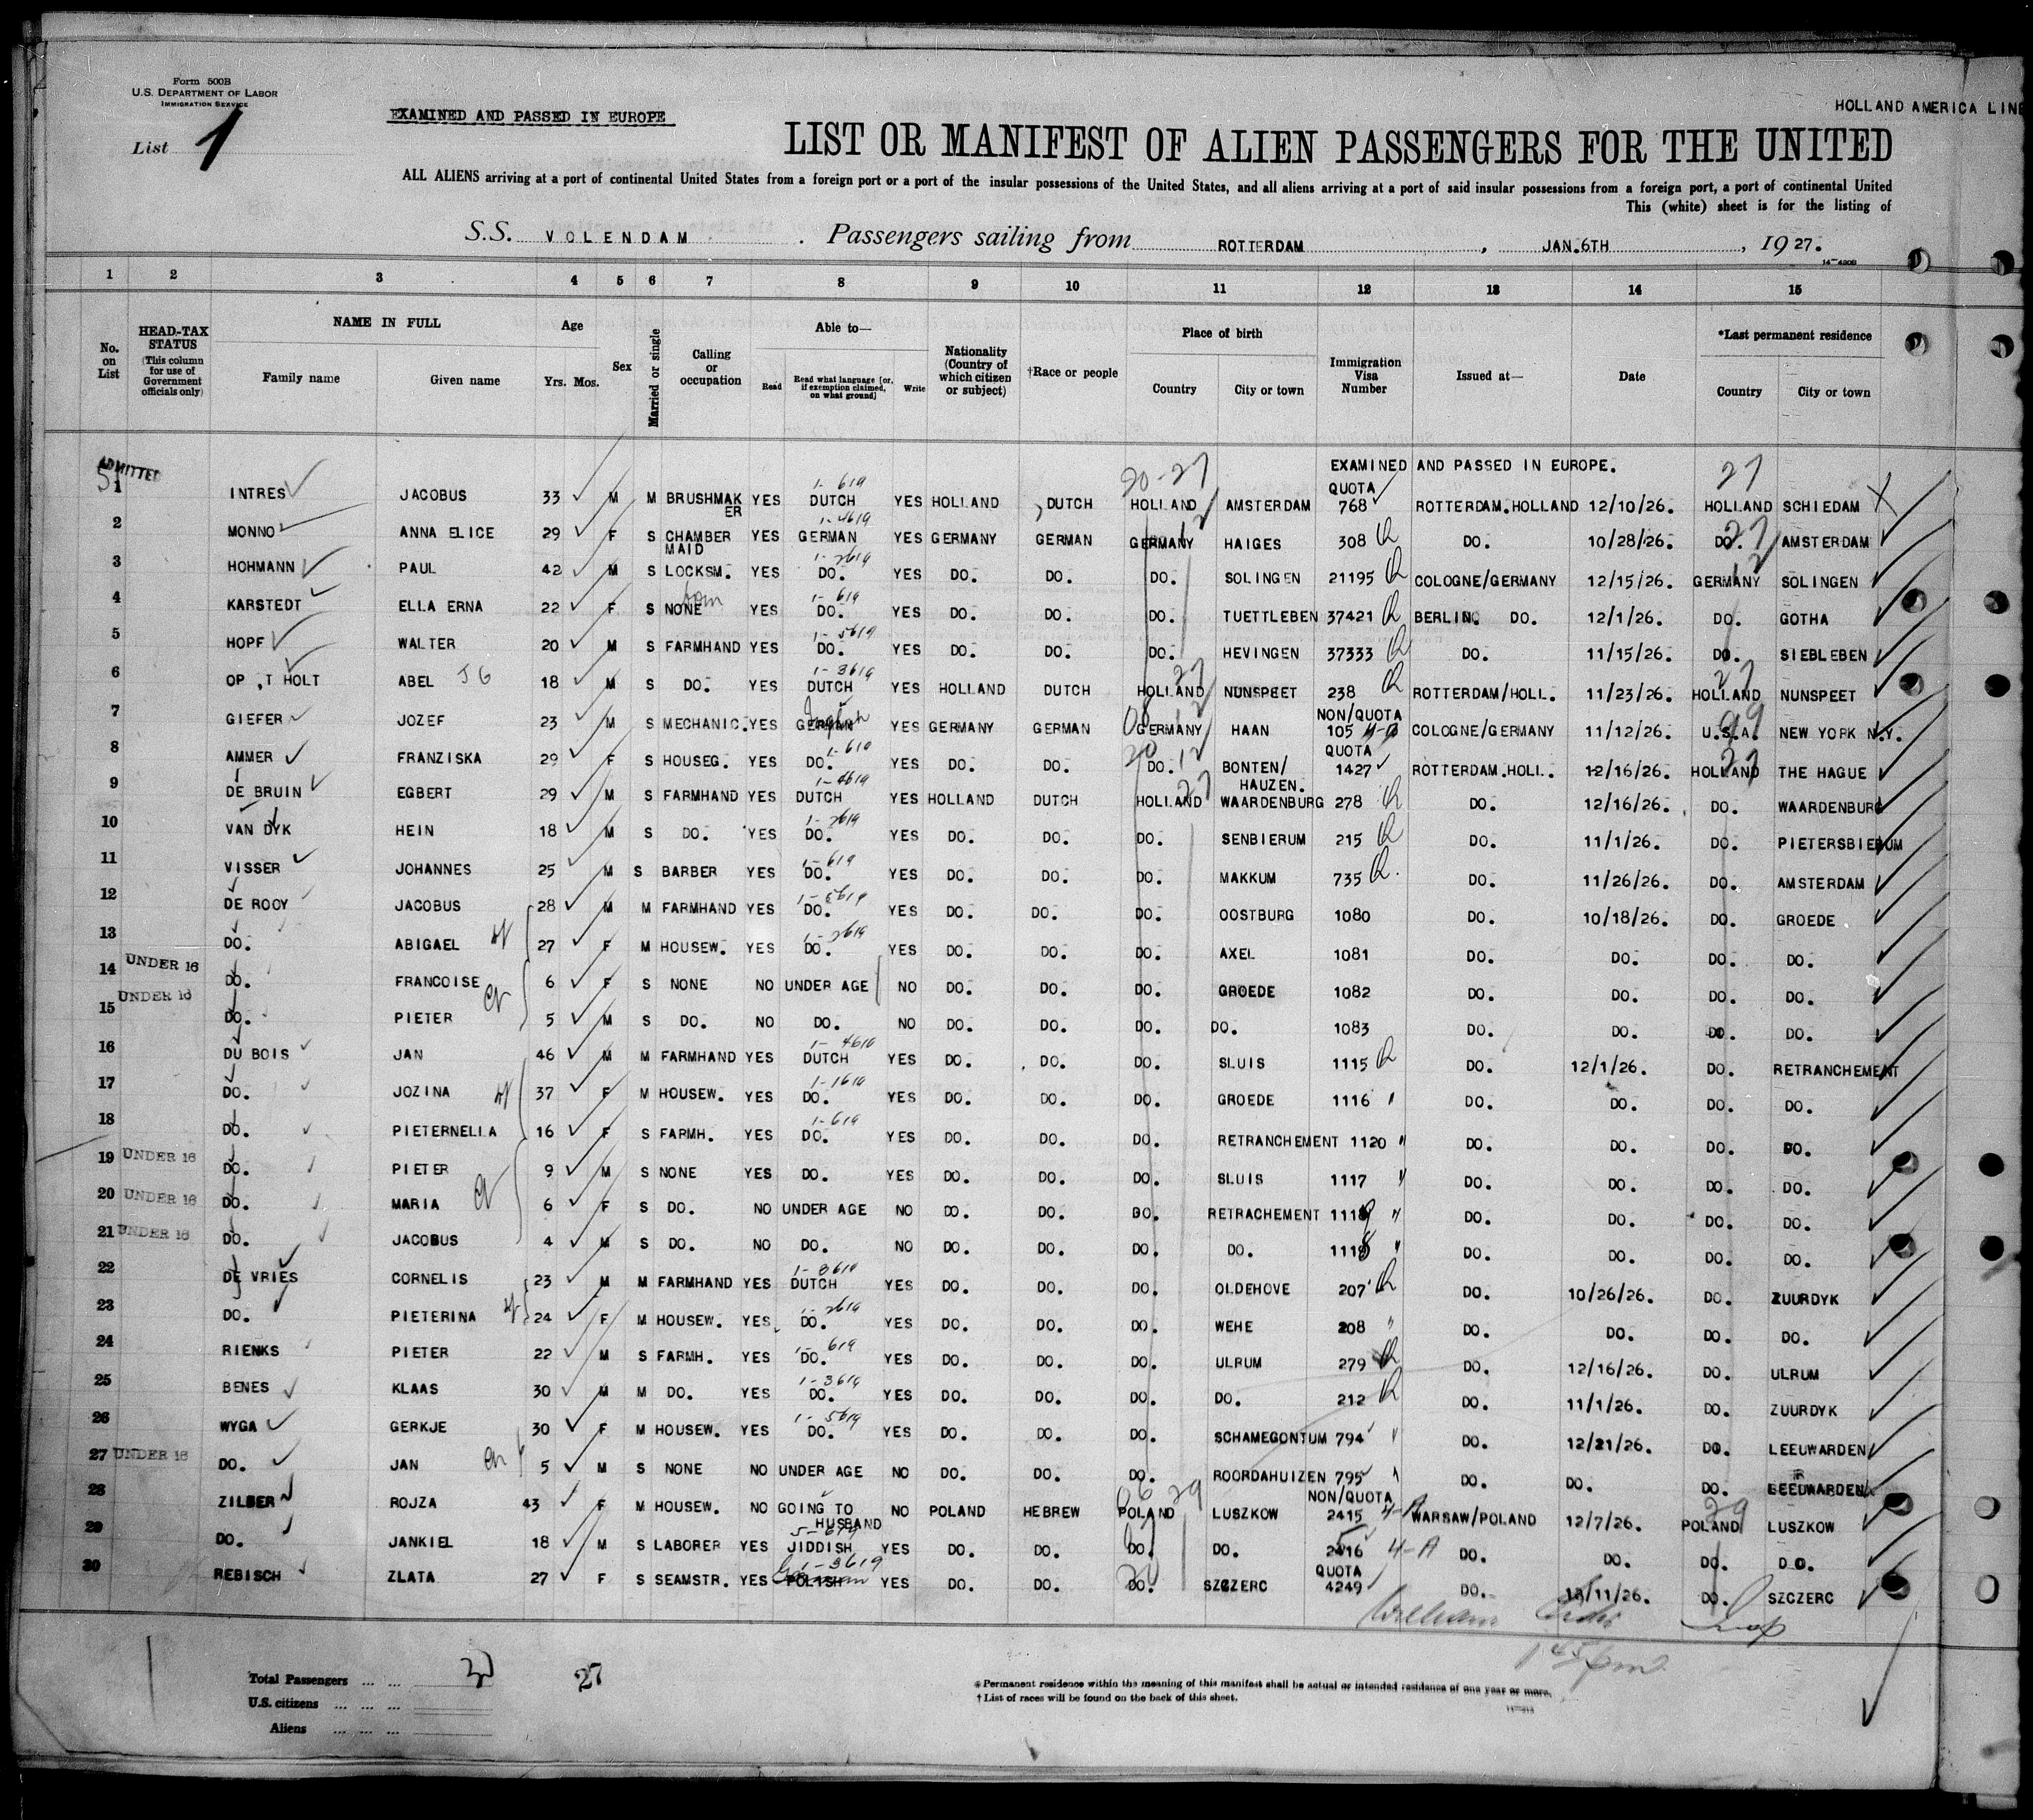 Form 500B
U.S. DEPARTMENT OF LABOR
IMMIGRATION SERVICE
List 1
EXAMINED AND PASSED IN EUROPE
HOLLAND AMERICA LINE
LIST OR MANIFEST OF ALIEN PASSENGERS FOR THE UNITED
ALL ALIENS arriving at a port of continental United States from a foreign port or a port of the insular possessions of the United States, and all aliens arriving at a port of said insular possessions from a foreign port, a port of continental United
This (white) sheet is for the listing of
S.S. VOLENDAM . Passengers sailing from ROTTERDAM , JAN.6TH , 1927.
1 2 3 4 5 6 7 8 9 10 11 12 13 14 15
No. on List HEAD-TAX STATUS (This column for use of Government officials only) NAME IN FULL Family name Given name Age Yrs. Mos. Sex Married or single Calling or occupation Able to— Read Read what language [or, if exemption claimed, on what ground] Write Nationality (Country of which citizen or subject) †Race or people Place of birth Country City or town Immigration Visa Number Issued at— Date *Last permanent residence Country City or town
ADMITTED EXAMINED AND PASSED IN EUROPE.
1 INTRES JACOBUS 33 M M BRUSHMAKER YES DUTCH YES HOLLAND DUTCH HOLLAND AMSTERDAM QUOTA 768 ROTTERDAM.HOLLAND 12/10/26. HOLLAND SCHIEDAM
2 MONNO ANNA ELICE 29 F S CHAMBER MAID YES GERMAN YES GERMANY GERMAN GERMANY HAIGES 308 DO. 10/28/26. DO. AMSTERDAM
3 HOHMANN PAUL 42 M S LOCKSM. YES DO. YES DO. DO. DO. SOLINGEN 21195 COLOGNE/GERMANY 12/15/26. GERMANY SOLINGEN
4 KARSTEDT ELLA ERNA 22 F S NONE YES DO. YES DO. DO. DO. TUETTLEBEN 37421 BERLIN. DO. 12/1/26. DO. GOTHA
5 HOPF WALTER 20 M S FARMHAND YES DO. YES DO. DO. DO. HEVINGEN 37333 DO. 11/15/26. DO. SIEBLEBEN
6 OP ,T HOLT ABEL J G 18 M S DO. YES DUTCH YES HOLLAND DUTCH HOLLAND NUNSPEET 238 ROTTERDAM/HOLL. 11/23/26. HOLLAND NUNSPEET
7 GIEFER JOZEF 23 M S MECHANIC. YES GERMAN English YES GERMANY GERMAN GERMANY HAAN NON/QUOTA 105 COLOGNE/GERMANY 11/12/26. U.S.A. NEW YORK N.Y.
8 AMMER FRANZISKA 29 F S HOUSEG. YES DO. YES DO. DO. DO. BONTEN/HAUZEN. QUOTA 1427 ROTTERDAM.HOLL. 12/16/26. HOLLAND THE HAGUE
9 DE BRUIN EGBERT 29 M S FARMHAND YES DUTCH YES HOLLAND DUTCH HOLLAND WAARDENBURG 278 DO. 12/16/26. DO. WAARDENBURG
10 VAN DYK HEIN 18 M S DO. YES DO. YES DO. DO. DO. SENBIERUM 215 DO. 11/1/26. DO. PIETERSBIERUM
11 VISSER JOHANNES 25 M S BARBER YES DO. YES DO. DO. DO. MAKKUM 735 DO. 11/26/26. DO. AMSTERDAM
12 DE ROOY JACOBUS 28 M M FARMHAND YES DO. YES DO. DO. DO. OOSTBURG 1080 DO. 10/18/26. DO. GROEDE
13 DO. ABIGAEL 27 F M HOUSEW. YES DO. YES DO. DO. DO. AXEL 1081 DO. DO. DO. DO.
14 UNDER 16 DO. FRANCOISE 6 F S NONE NO UNDER AGE NO DO. DO. DO. GROEDE 1082 DO. DO. DO. DO.
15 UNDER 16 DO. PIETER 5 M S DO. NO DO. NO DO. DO. DO. DO. 1083 DO. DO. DO. DO.
16 DU BOIS JAN 46 M M FARMHAND YES DUTCH YES DO. DO. DO. SLUIS 1115 DO. 12/1/26. DO. RETRANCHEMENT
17 DO. JOZINA 37 F M HOUSEW. YES DO. YES DO. DO. DO. GROEDE 1116 DO. DO. DO. DO.
18 DO. PIETERNELLA 16 F S FARMH. YES DO. YES DO. DO. DO. RETRANCHEMENT 1120 DO. DO. DO. DO.
19 UNDER 16 DO. PIETER 9 M S NONE YES DO. YES DO. DO. DO. SLUIS 1117 DO. DO. DO. DO.
20 UNDER 16 DO. MARIA 6 F S DO. NO UNDER AGE NO DO. DO. DO. RETRACHEMENT DO. DO. DO. DO.
21 UNDER 16 DO. JACOBUS 4 M S DO. NO DO. NO DO. DO. DO. DO. DO. DO. DO. DO.
22 DE VRIES CORNELIS 23 M M FARMHAND YES DUTCH YES DO. DO. DO. OLDEHOVE 207 DO. 10/26/26. DO. ZUURDYK
23 DO. PIETERINA 24 F M HOUSEW. YES DO. YES DO. DO. DO. WEHE 208 DO. DO. DO. DO.
24 RIENKS PIETER 22 M S FARMH. YES DO. YES DO. DO. DO. ULRUM 279 DO. 12/16/26. DO. ULRUM
25 BENES KLAAS 30 M M DO. YES DO. YES DO. DO. DO. DO. 212 DO. 11/1/26. DO. ZUURDYK
26 WYGA GERKJE 30 F M HOUSEW. YES DO. YES DO. DO. DO. SCHAMEGONTUM 794 DO. 12/21/26. DO. LEEUWARDEN
27 UNDER 16 DO. JAN 5 M S NONE NO UNDER AGE NO DO. DO. DO. ROORDAHUIZEN 795 DO. DO. DO. LEEUWARDEN
28 ZILBER ROJZA 43 F M HOUSEW. NO GOING TO HUSBAND NO POLAND HEBREW POLAND LUSZKOW NON/QUOTA 2415 4-A WARSAW/POLAND 12/7/26. POLAND LUSZKOW
29 DO. JANKIEL 18 M S LABORER YES JIDDISH YES DO. DO. DO. DO. 2416 4-A DO. DO. DO. DO.
30 REBISCH ZLATA 27 F S SEAMSTR. YES POLISH German YES DO. DO. DO. SZCZERC QUOTA 4249 DO. 12/11/26. DO. SZCZERC
William Insp
1 45 pm
Total Passengers ... ... 30 27
U.S. citizens ... ... ...
Aliens ... ... ...
* Permanent residence within the meaning of this manifest shall be actual or intended residence of one year or more.
† List of races will be found on the back of this sheet.